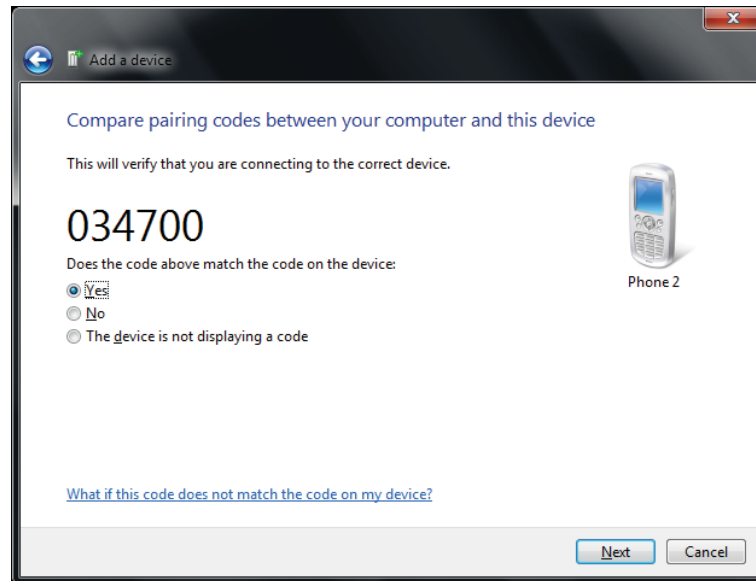 Add a device
Compare pairing codes between your computer and this device
This will verify that you are connecting to the correct device.
034700
Does the code above match the code on the device:
Yes
No
The device is not displaying a code
Phone 2
What if this code does not match the code on my device?
Next
Cancel